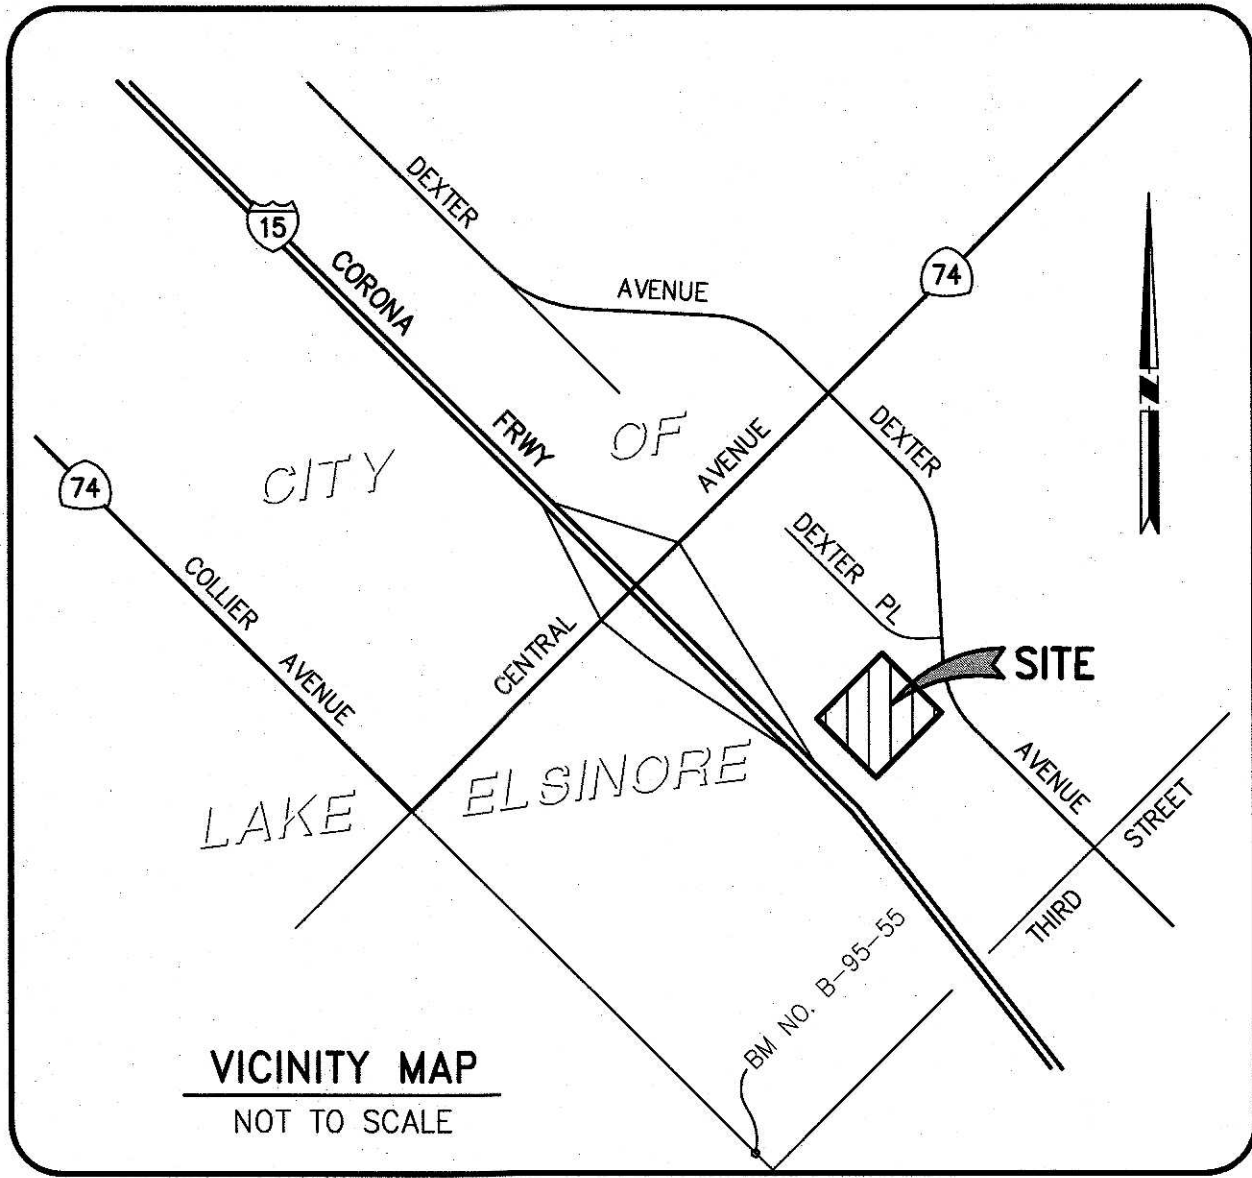 DEXTER
15
CORONA
AVENUE
74
FRWY
OF
AVENUE
DEXTER
CITY
74
DEXTER PL
COLLIER
AVENUE
CENTRAL
SITE
LAKE
ELSINORE
AVENUE
STREET
THIRD
BM NO. B-95-55
VICINITY MAP
NOT TO SCALE